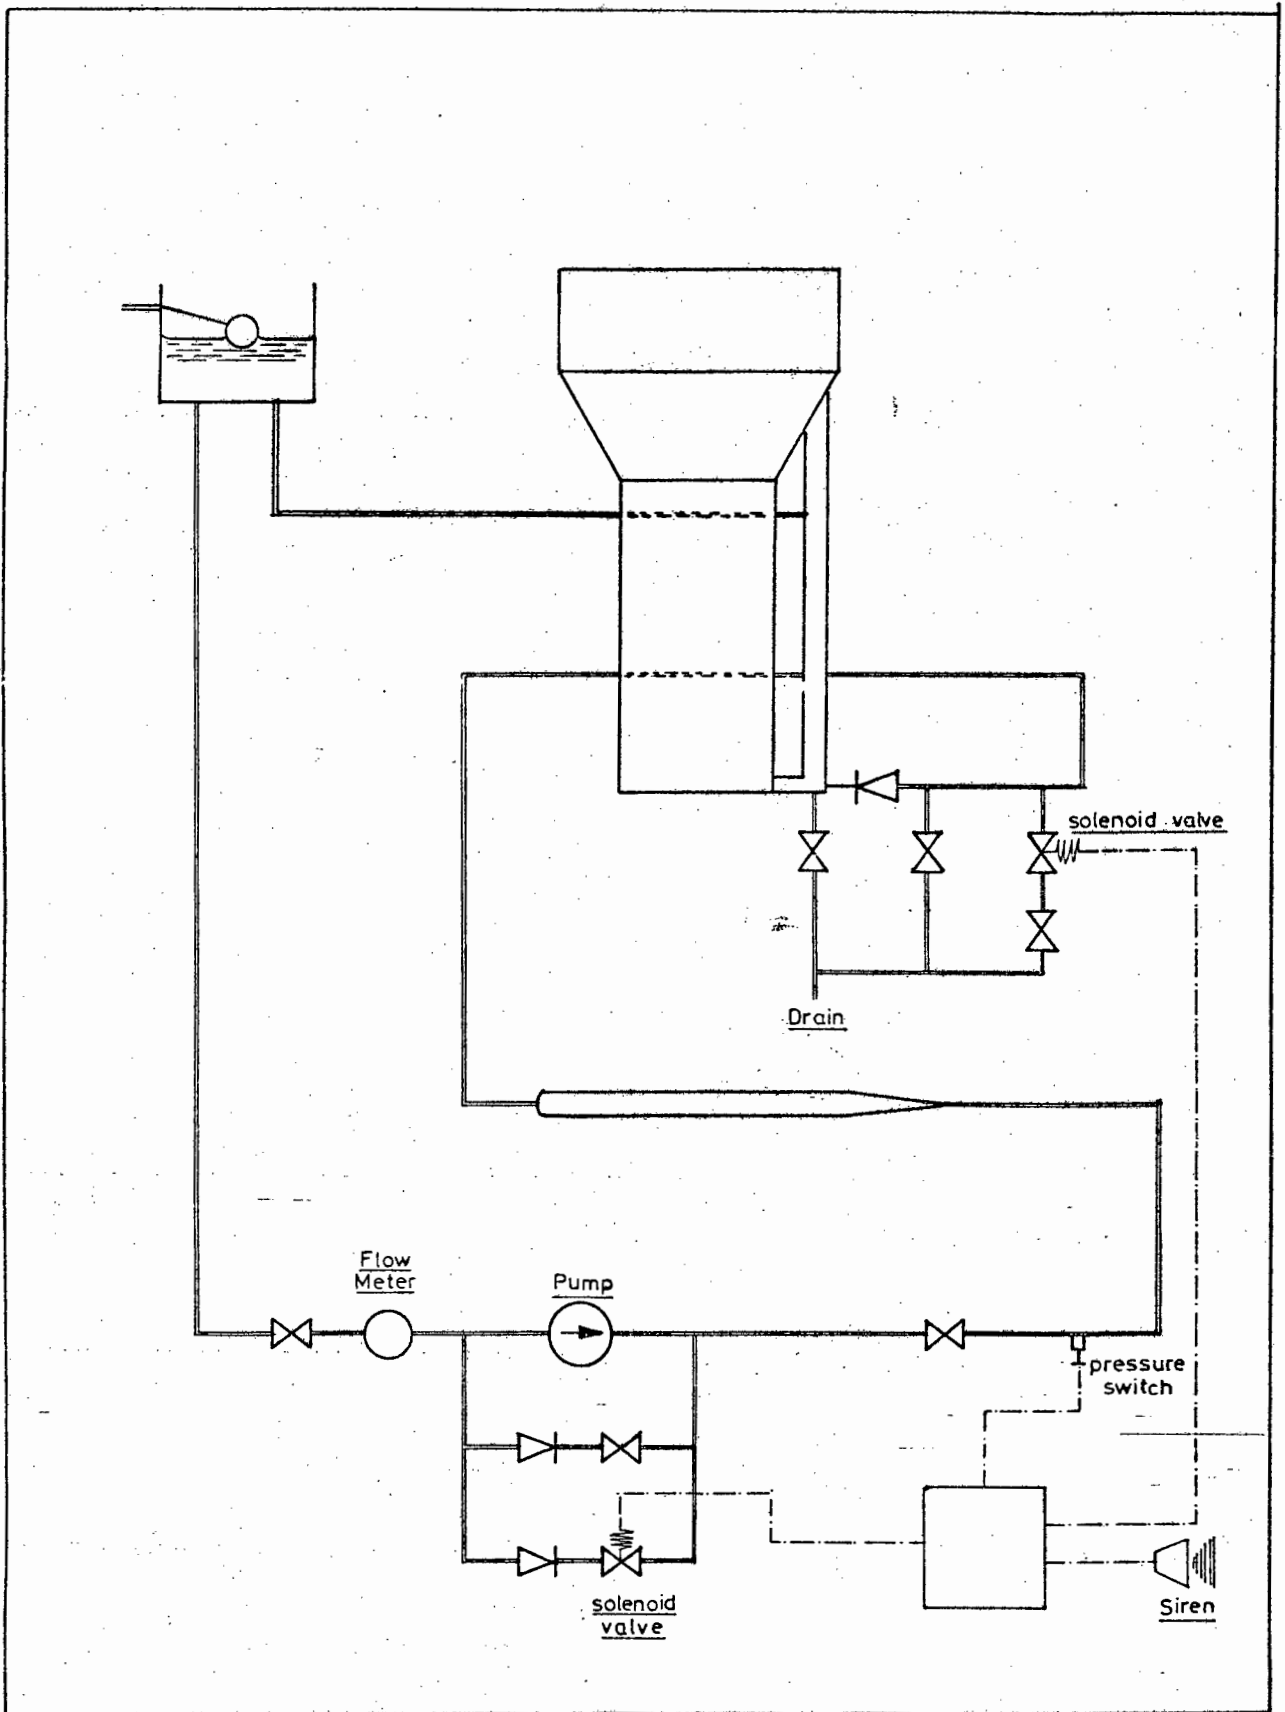 solenoid valve
Drain
Flow
Meter
Pump
pressure
switch
solenoid
valve
Siren